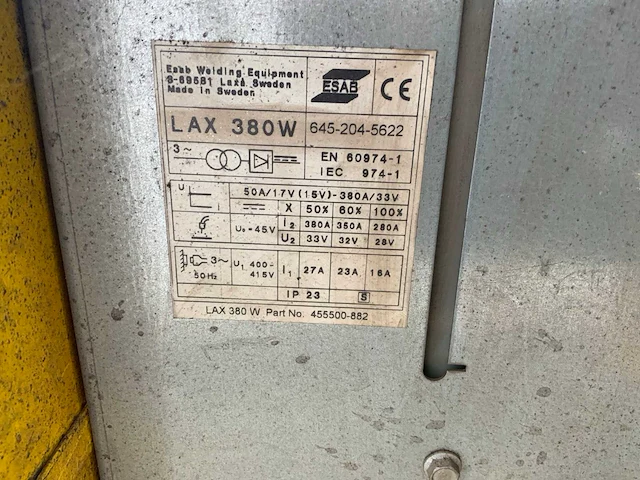 Esab Welding Equipment
S-69581 Laxå Sweden
Made in Sweden
ESAB
CE
LAX 380W
645-204-5622
3~
EN 60974-1
IEC 974-1
U
I
50A/17V (15V)-380A/33V
X 50% 60% 100%
U₀=45V
I₂ 380A 350A 280A
U₂ 33V 32V 28V
3~
50Hz
U₁ 400-
415V
I₁ 27A 23A 16A
IP 23
S
LAX 380 W Part No. 455500-882